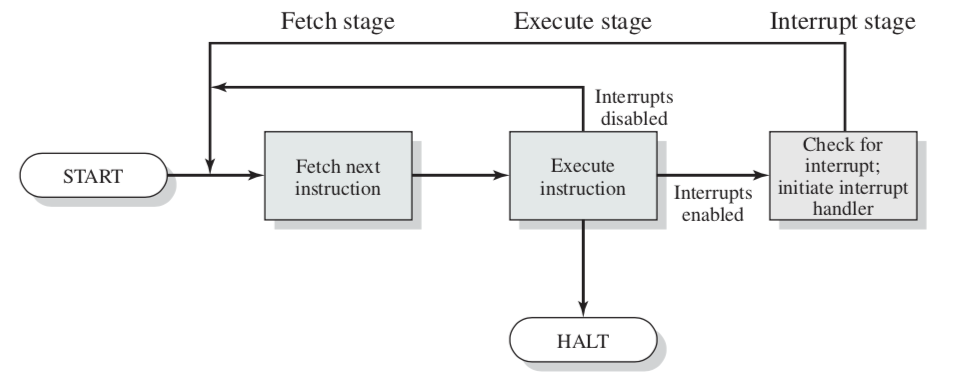 Fetch stage
Execute stage
Interrupt stage
Interrupts
disabled
START
Fetch next
instruction
Execute
instruction
Interrupts
enabled
Check for
interrupt;
initiate interrupt
handler
HALT